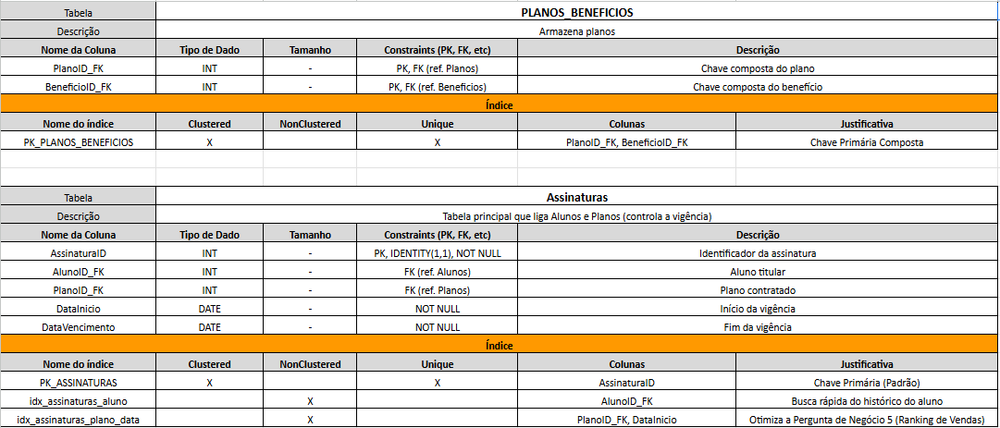 Tabela PLANOS_BENEFICIOS
Descrição Armazena planos
Nome da Coluna Tipo de Dado Tamanho Constraints (PK, FK, etc) Descrição
PlanoID_FK INT - PK, FK (ref. Planos) Chave composta do plano
BeneficioID_FK INT - PK, FK (ref. Beneficios) Chave composta do benefício
Índice
Nome do índice Clustered NonClustered Unique Colunas Justificativa
PK_PLANOS_BENEFICIOS X X PlanoID_FK, BeneficioID_FK Chave Primária Composta
Tabela Assinaturas
Descrição Tabela principal que liga Alunos e Planos (controla a vigência)
Nome da Coluna Tipo de Dado Tamanho Constraints (PK, FK, etc) Descrição
AssinaturaID INT - PK, IDENTITY(1,1), NOT NULL Identificador da assinatura
AlunoID_FK INT - FK (ref. Alunos) Aluno titular
PlanoID_FK INT - FK (ref. Planos) Plano contratado
DataInicio DATE - NOT NULL Início da vigência
DataVencimento DATE - NOT NULL Fim da vigência
Índice
Nome do índice Clustered NonClustered Unique Colunas Justificativa
PK_ASSINATURAS X X AssinaturaID Chave Primária (Padrão)
idx_assinaturas_aluno X AlunoID_FK Busca rápida do histórico do aluno
idx_assinaturas_plano_data X PlanoID_FK, DataInicio Otimiza a Pergunta de Negócio 5 (Ranking de Vendas)